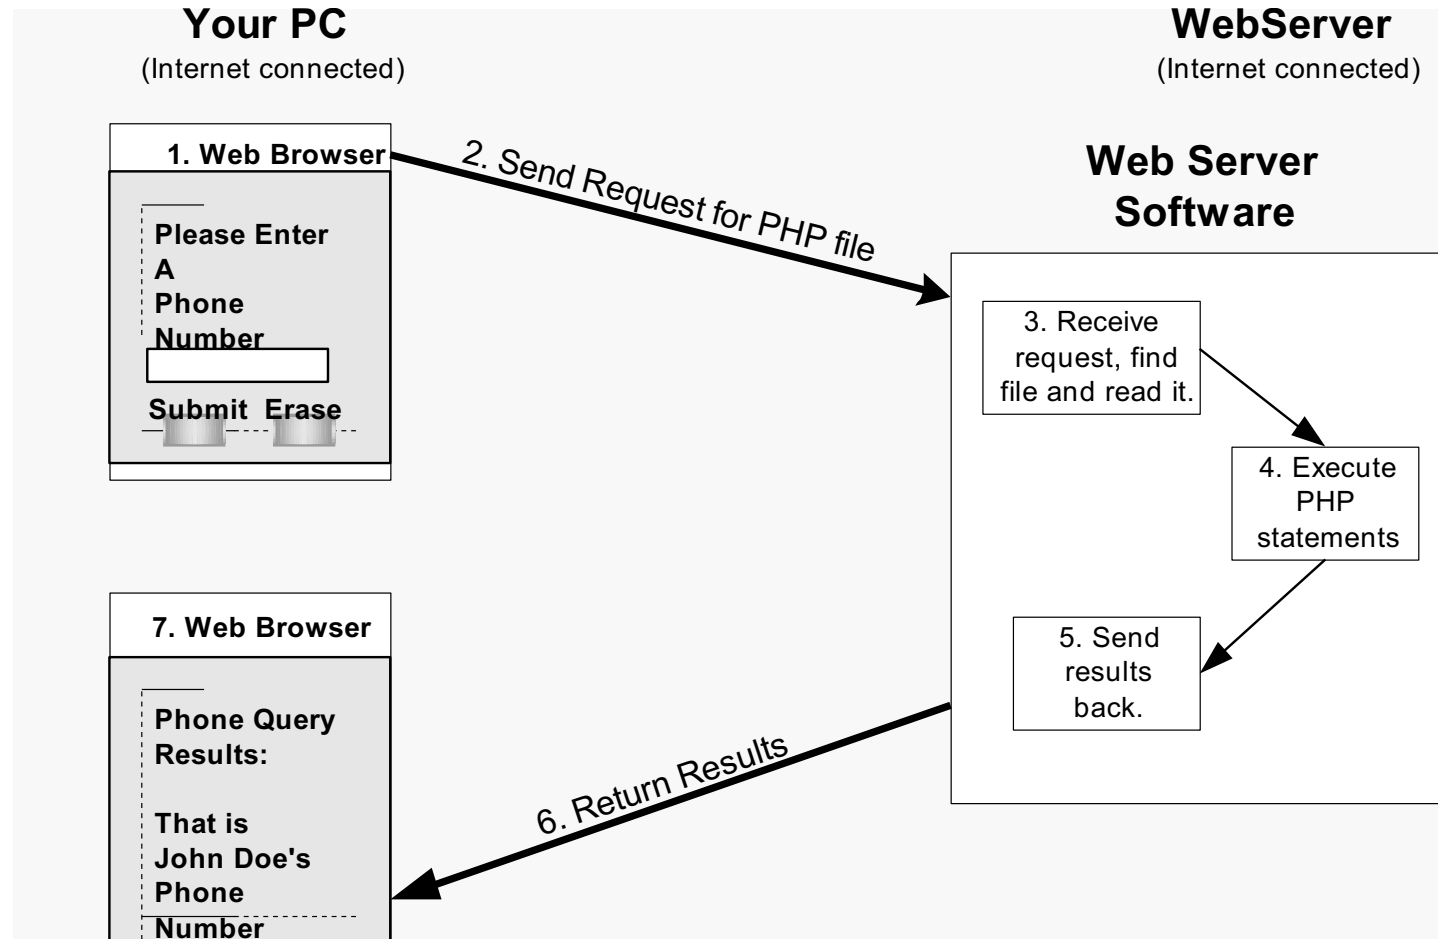 Your PC
(Internet connected)
WebServer
(Internet connected)
1. Web Browser
Please Enter
A
Phone
Number
Submit Erase
2. Send Request for PHP file
Web Server
Software
3. Receive
request, find
file and read it.
4. Execute
PHP
statements
5. Send
results
back.
6. Return Results
7. Web Browser
Phone Query
Results:
That is
John Doe's
Phone
Number